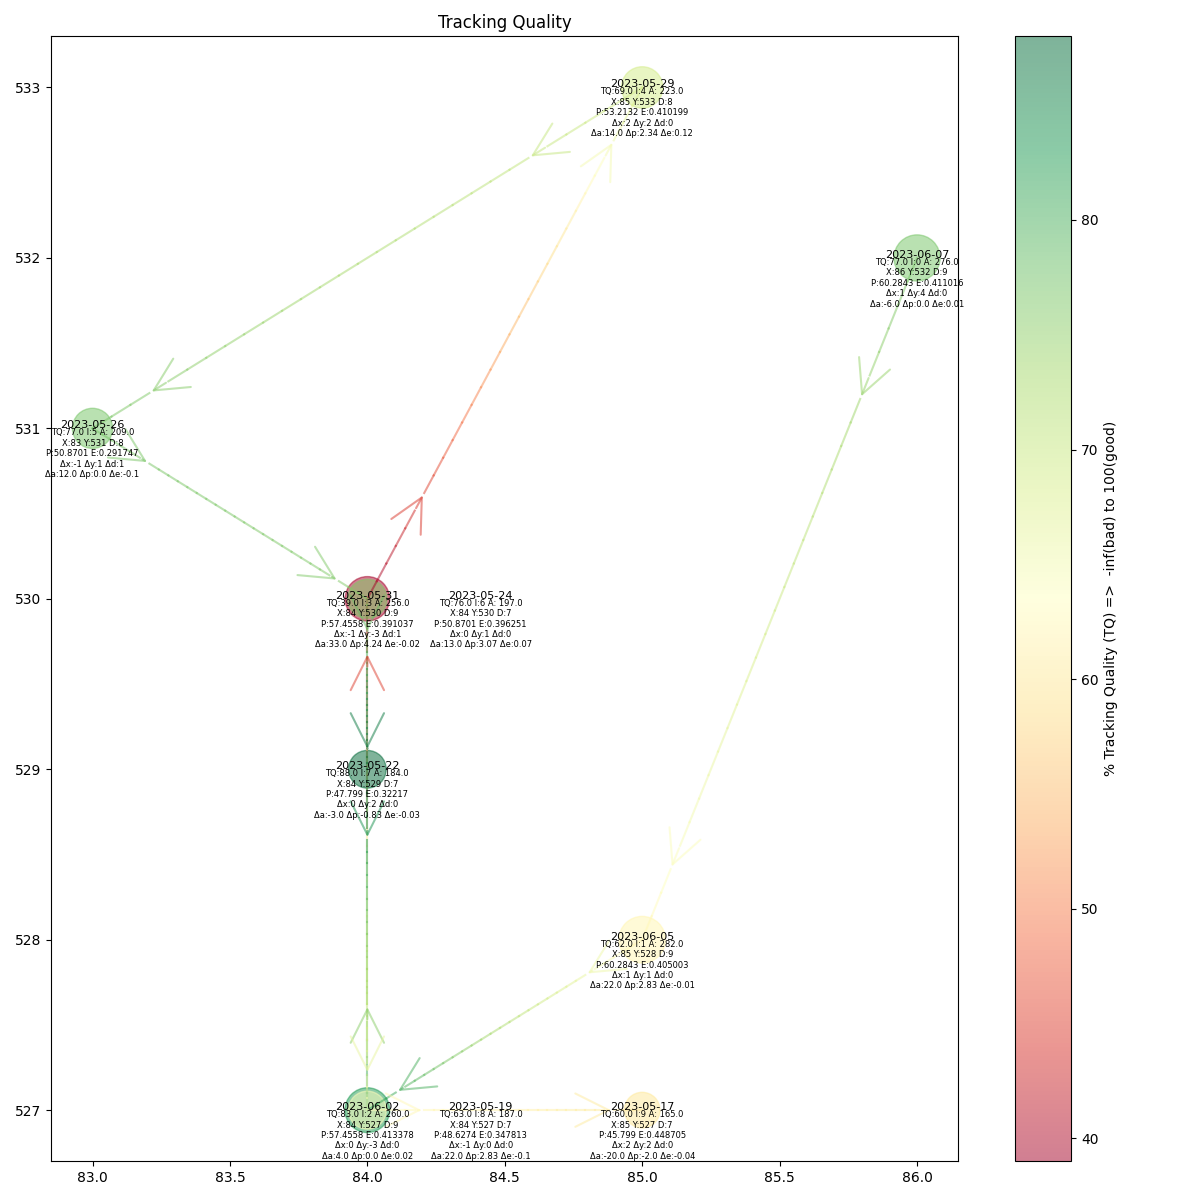 Tracking Quality
533
532
531
530
529
528
527
83.0
83.5
84.0
84.5
85.0
85.5
86.0
2023-05-29
TQ:69.0 I:4 A: 223.0
X:85 Y:533 D:8
P:53.2132 E:0.410199
Δx:2 Δy:2 Δd:0
Δa:14.0 Δp:2.34 Δe:0.12
2023-06-07
TQ:77.0 I:0 A: 276.0
X:86 Y:532 D:9
P:60.2843 E:0.411016
Δx:1 Δy:4 Δd:0
Δa:-6.0 Δp:0.0 Δe:0.01
2023-05-26
TQ:77.0 I:5 A: 209.0
X:83 Y:531 D:8
P:50.8701 E:0.291747
Δx:-1 Δy:1 Δd:1
Δa:12.0 Δp:0.0 Δe:-0.1
2023-05-31
TQ:39.0 I:3 A: 256.0
X:84 Y:530 D:9
P:57.4558 E:0.391037
Δx:-1 Δy:-3 Δd:1
Δa:33.0 Δp:4.24 Δe:-0.02
2023-05-24
TQ:76.0 I:6 A: 197.0
X:84 Y:530 D:7
P:50.8701 E:0.396251
Δx:0 Δy:1 Δd:0
Δa:13.0 Δp:3.07 Δe:0.07
2023-05-22
TQ:88.0 I:7 A: 184.0
X:84 Y:529 D:7
P:47.799 E:0.32217
Δx:0 Δy:2 Δd:0
Δa:-3.0 Δp:-0.83 Δe:-0.03
2023-06-05
TQ:62.0 I:1 A: 282.0
X:85 Y:528 D:9
P:60.2843 E:0.405003
Δx:1 Δy:1 Δd:0
Δa:22.0 Δp:2.83 Δe:-0.01
2023-06-02
TQ:83.0 I:2 A: 260.0
X:84 Y:527 D:9
P:57.4558 E:0.413378
Δx:0 Δy:-3 Δd:0
Δa:4.0 Δp:0.0 Δe:0.02
2023-05-19
TQ:63.0 I:8 A: 187.0
X:84 Y:527 D:7
P:48.6274 E:0.347813
Δx:-1 Δy:0 Δd:0
Δa:22.0 Δp:2.83 Δe:-0.1
2023-05-17
TQ:60.0 I:9 A: 165.0
X:85 Y:527 D:7
P:45.799 E:0.448705
Δx:2 Δy:2 Δd:0
Δa:-20.0 Δp:-2.0 Δe:-0.04
80
70
60
50
40
% Tracking Quality (TQ) => -inf(bad) to 100(good)